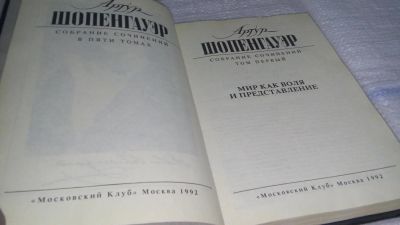 Артур
ШОПЕНГАУЭР
СОБРАНИЕ СОЧИНЕНИЙ
В ПЯТИ ТОМАХ
«Московский Клуб» Москва 1992
Артур
ШОПЕНГАУЭР
СОБРАНИЕ СОЧИНЕНИЙ
ТОМ ПЕРВЫЙ
МИР КАК ВОЛЯ
И ПРЕДСТАВЛЕНИЕ
«Московский Клуб» Москва 1992